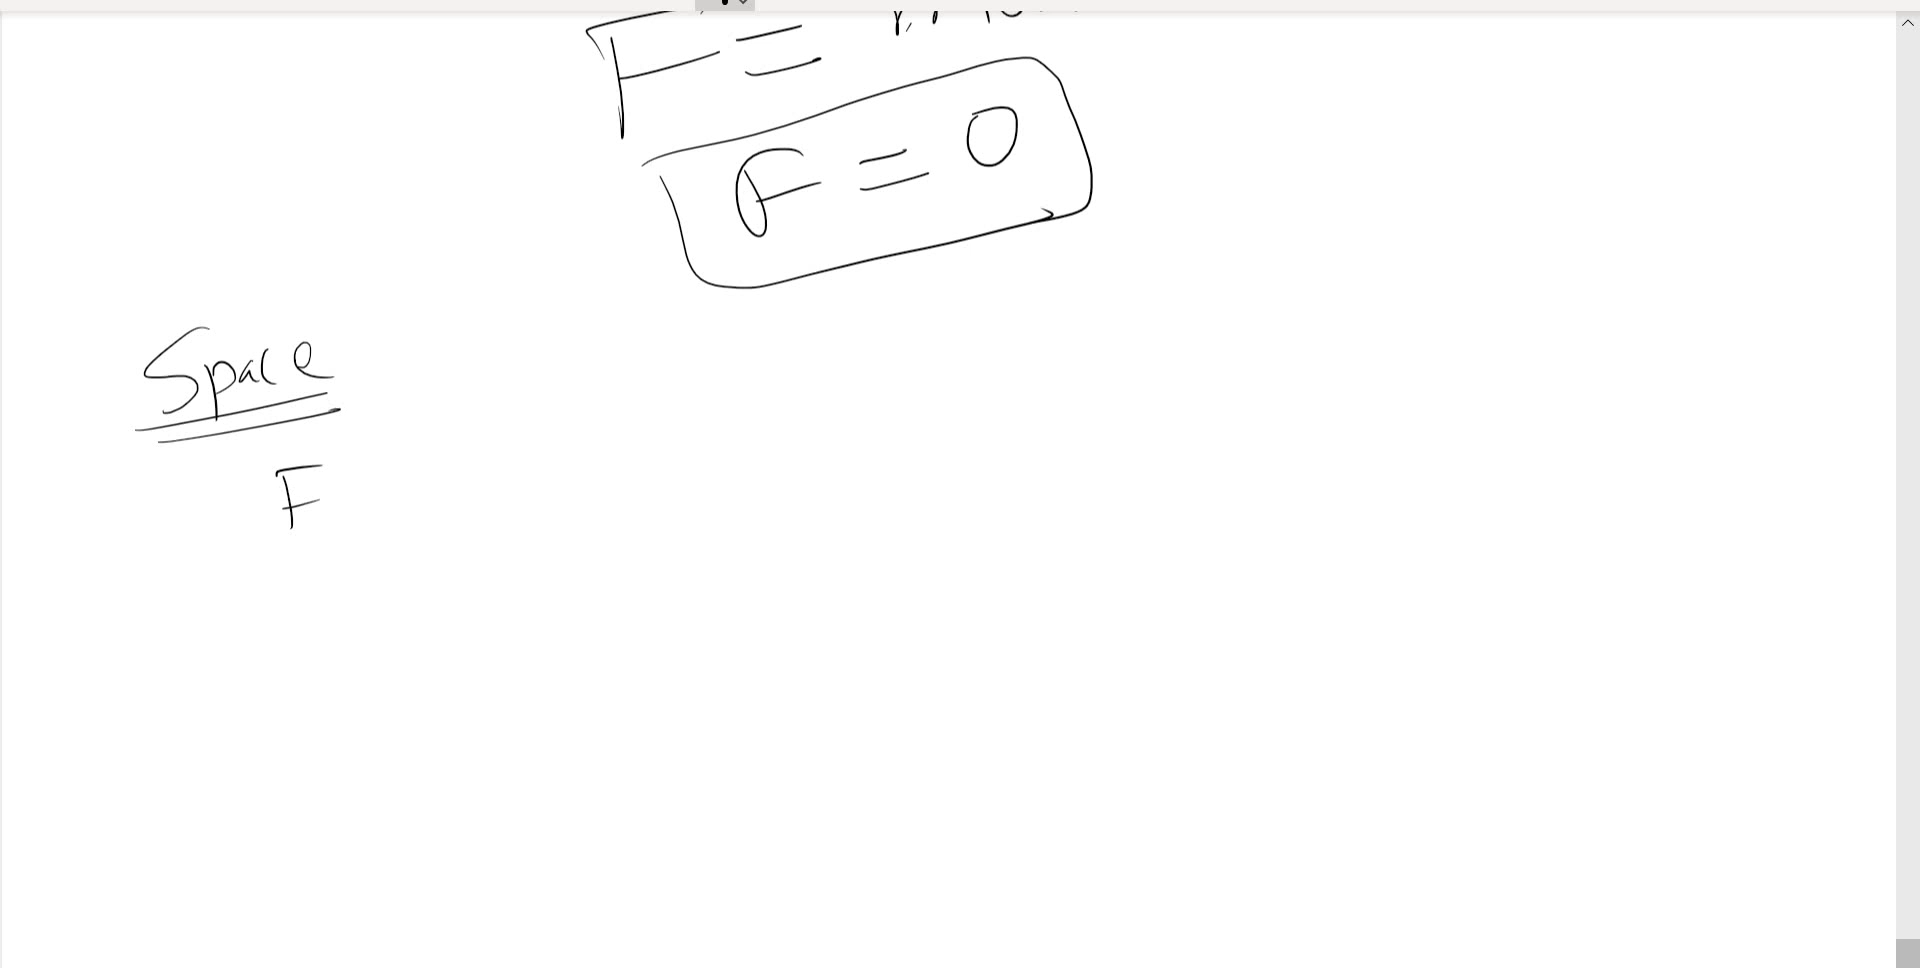 F =
F = 0
Space
F